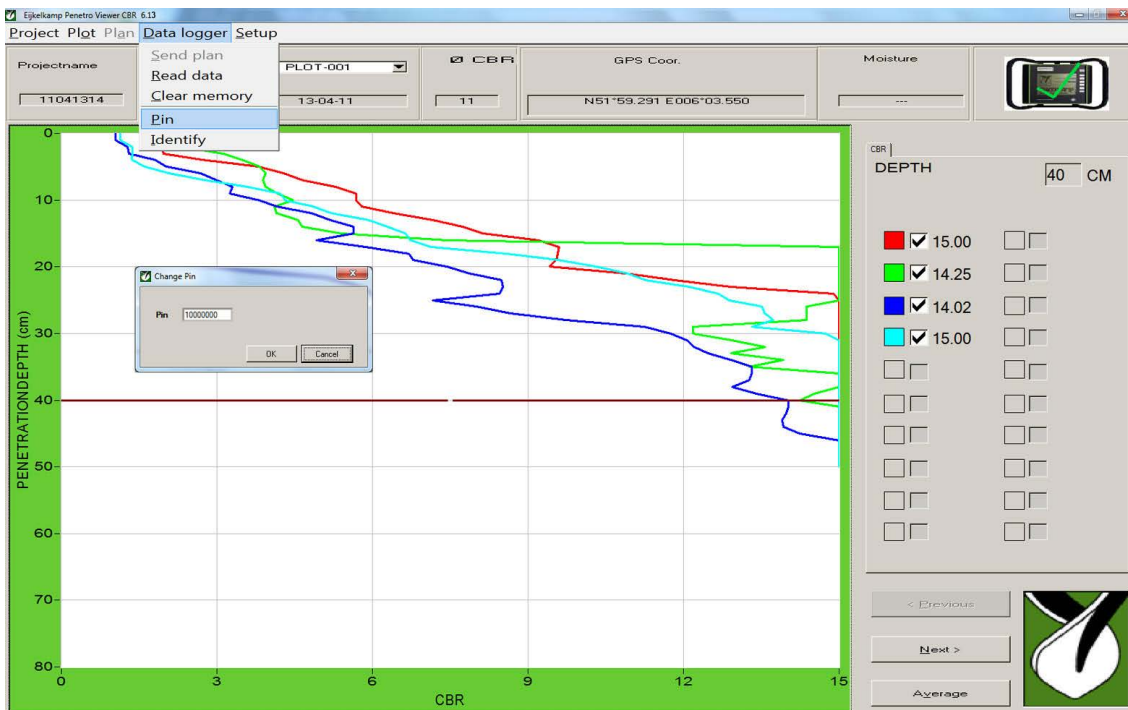 Eijkelkamp Penetro Viewer CBR 6.13
Project Plot Plan Data logger Setup
Send plan
Read data
Clear memory
Pin
Identify
Projectname
11041314
PLOT-001
13-04-11
Ø CBR
11
GPS Coor.
N51°59.291 E006°03.550
Moisture
---
0
10
20
30
40
50
60
70
80
PENETRATIONDEPTH (cm)
0 3 6 9 12 15
CBR
Change Pin
Pin 10000000
OK Cancel
CBR
DEPTH 40 CM
15.00
14.25
14.02
15.00
< Previous
Next >
Average